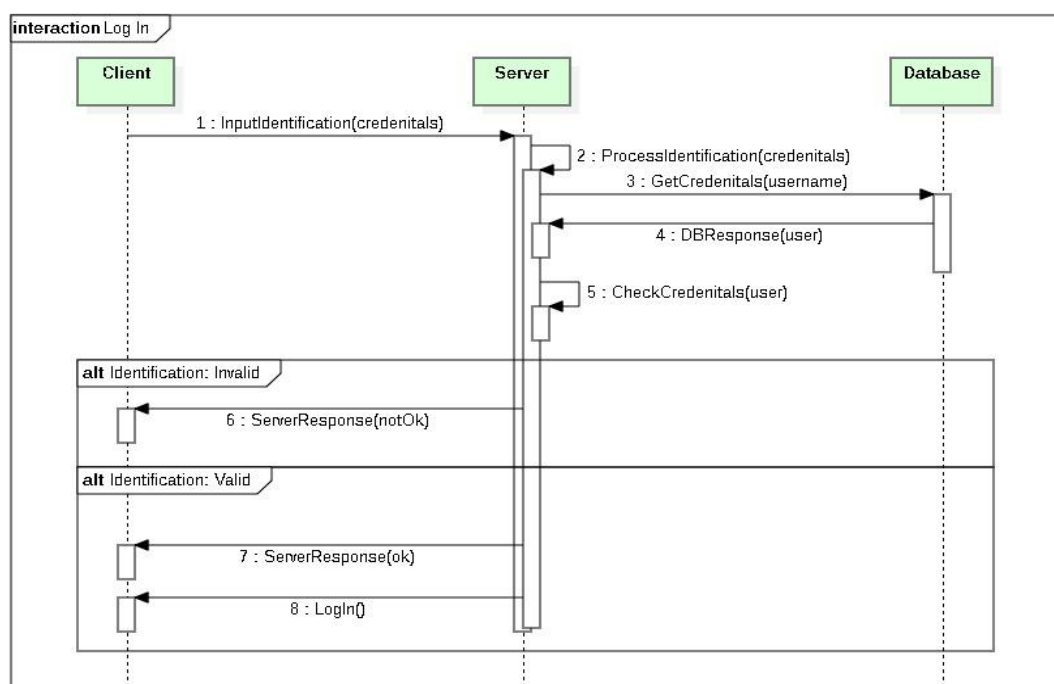 interaction Log In
Client
Server
Database
1 : InputIdentification(credenitals)
2 : ProcessIdentification(credenitals)
3 : GetCredenitals(username)
4 : DBResponse(user)
5 : CheckCredenitals(user)
alt Identification: Invalid
6 : ServerResponse(notOk)
alt Identification: Valid
7 : ServerResponse(ok)
8 : LogIn()